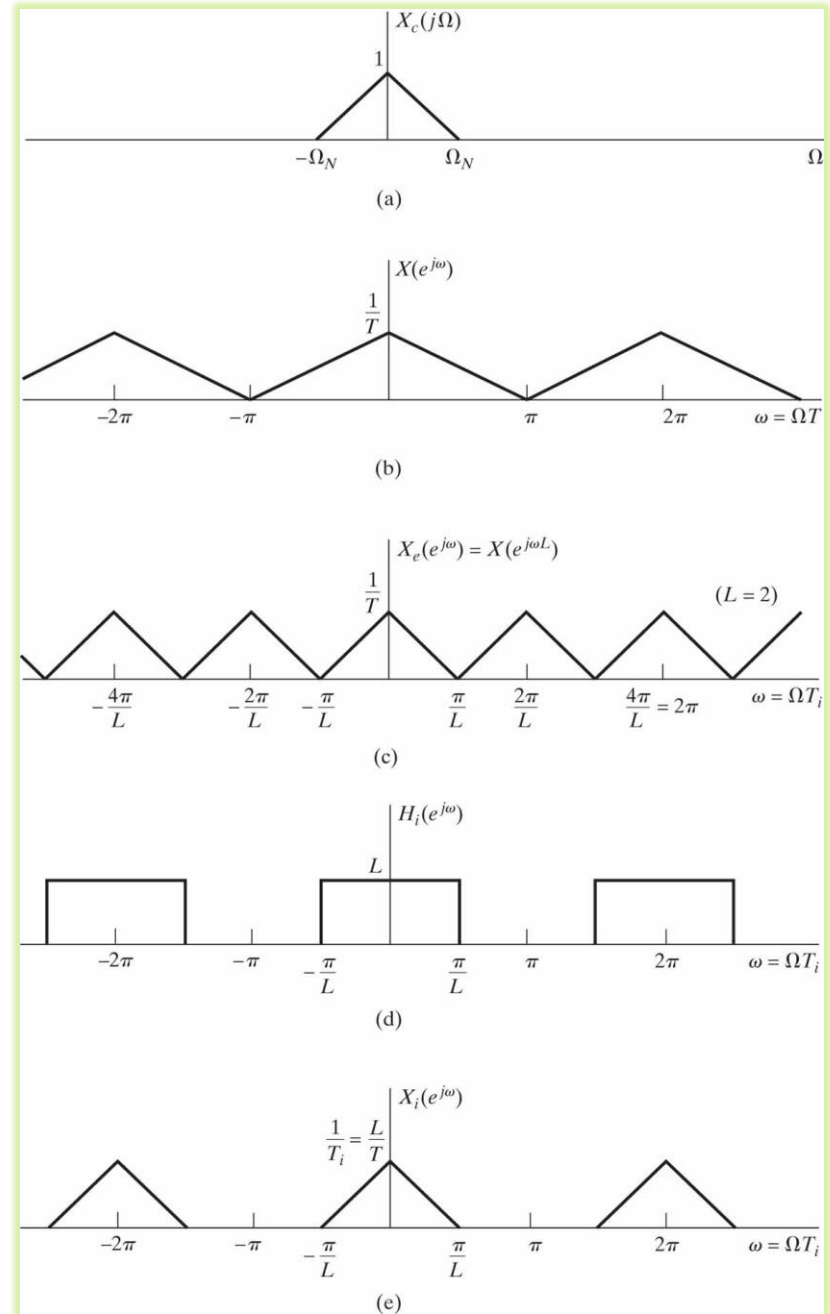 X_c(jΩ)
1
−Ω_N Ω_N Ω
(a)
X(e^{jω})
1/T
−2π −π π 2π ω = ΩT
(b)
X_e(e^{jω}) = X(e^{jωL})
1/T (L = 2)
−4π/L −2π/L −π/L π/L 2π/L 4π/L = 2π ω = ΩT_i
(c)
H_i(e^{jω})
L
−2π −π −π/L π/L π 2π ω = ΩT_i
(d)
X_i(e^{jω})
1/T_i = L/T
−2π −π −π/L π/L π 2π ω = ΩT_i
(e)